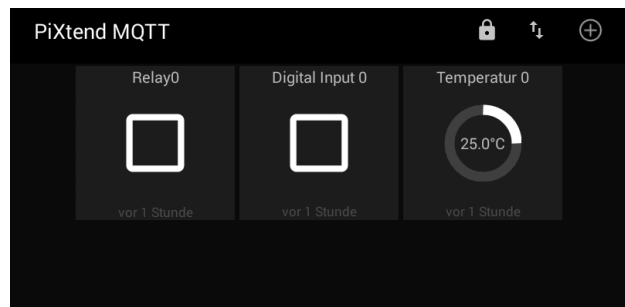 PiXtend MQTT
Relay0
Digital Input 0
Temperatur 0
25.0°C
vor 1 Stunde
vor 1 Stunde
vor 1 Stunde